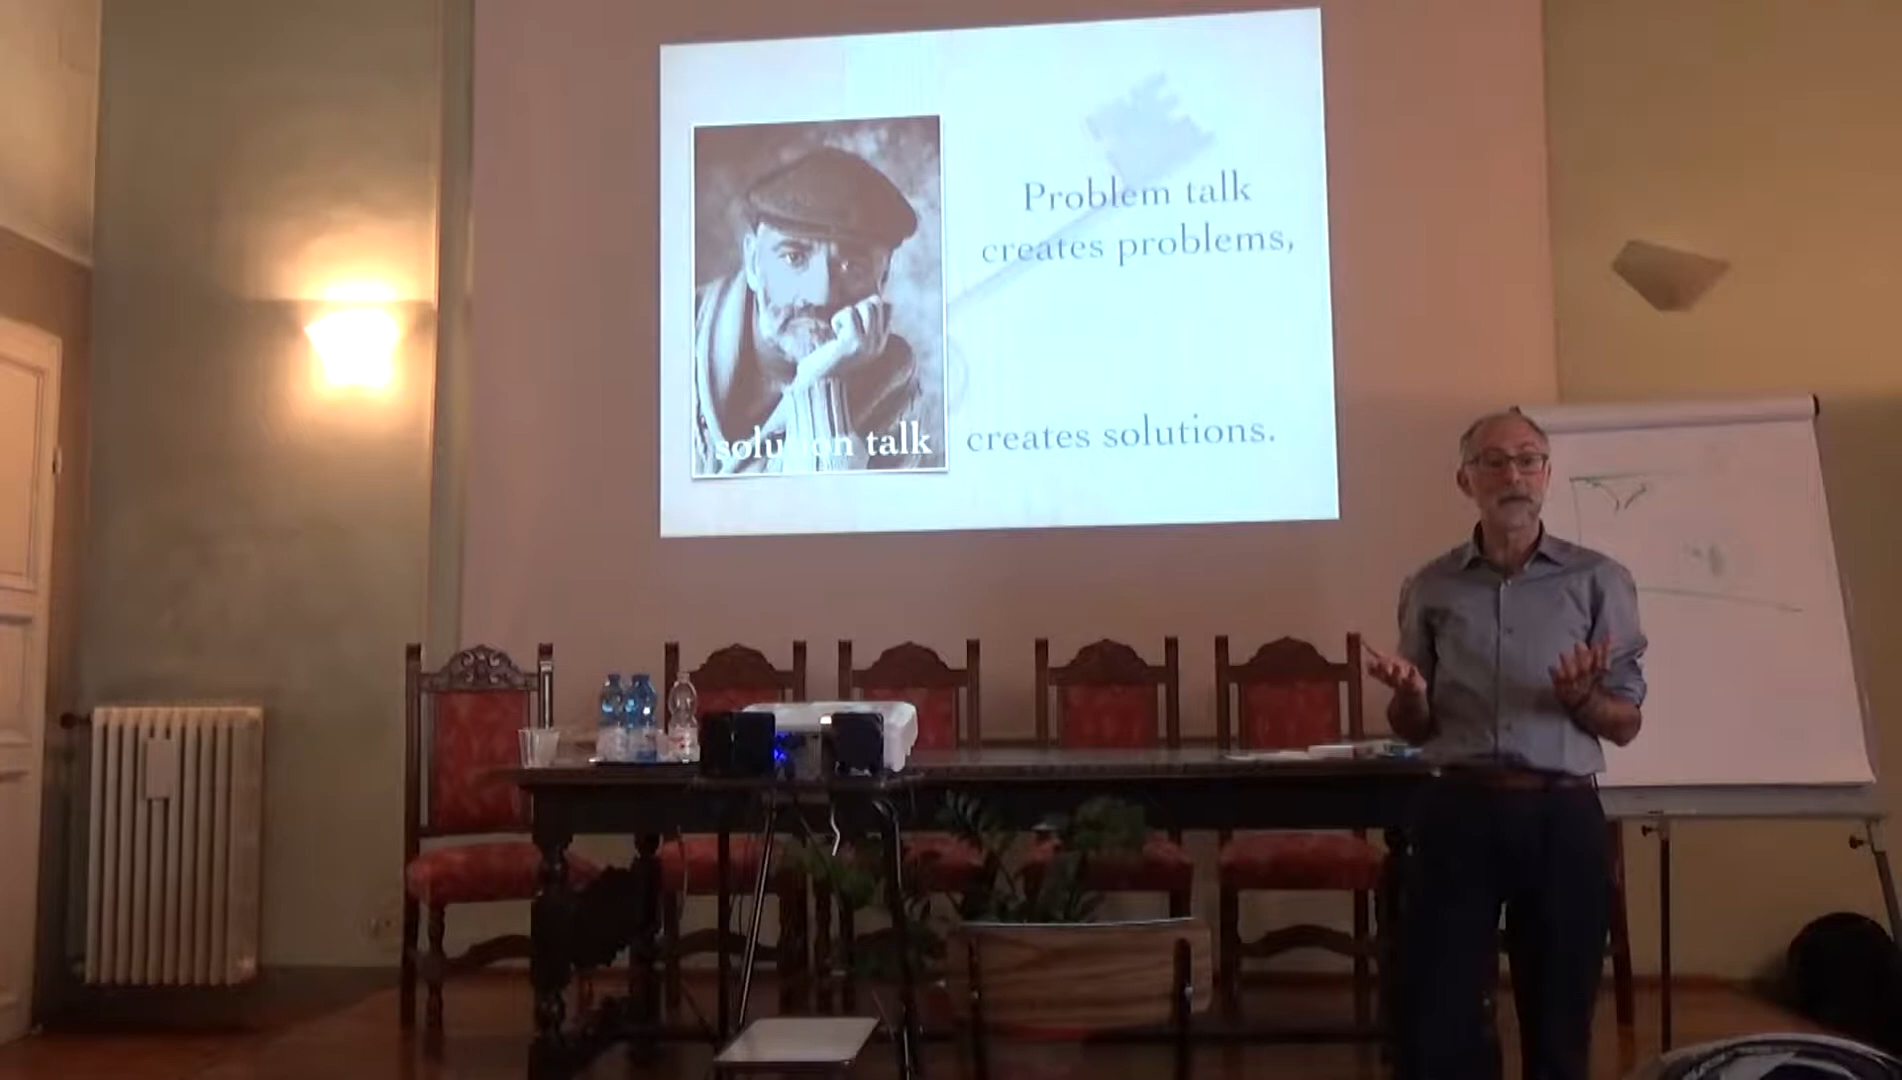 Problem talk
creates problems,
solution talk creates solutions.